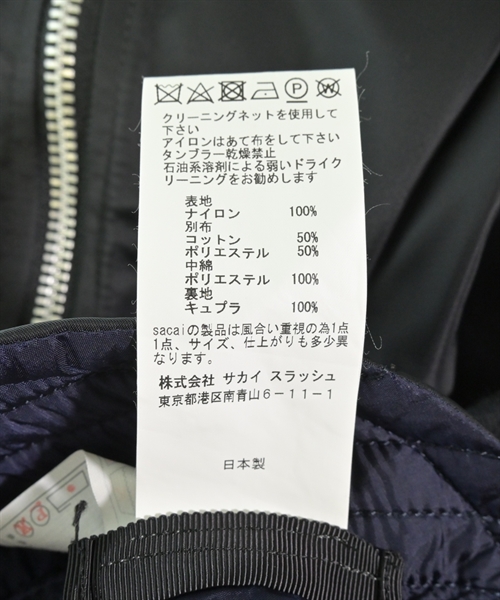 クリーニングネットを使用して
下さい
アイロンはあて布をして下さい
タンブラー乾燥禁止
石油系溶剤による弱いドライク
リーニングをお勧めします
表地
ナイロン 100%
別布
コットン 50%
ポリエステル 50%
中綿
ポリエステル 100%
裏地
キュプラ 100%
sacaiの製品は風合い重視の為1点
1点、サイズ、仕上がりも多少異
なります。
株式会社 サカイ スラッシュ
東京都港区南青山6-11-1
日本製